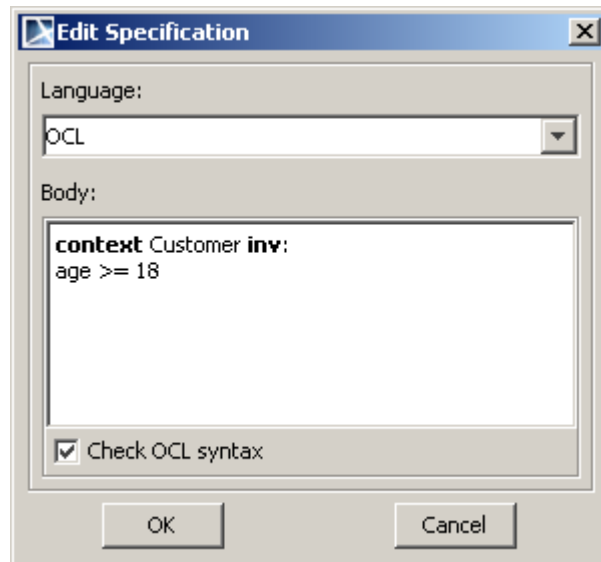 Edit Specification
Language:
OCL
Body:
context Customer inv:
age >= 18
Check OCL syntax
OK
Cancel